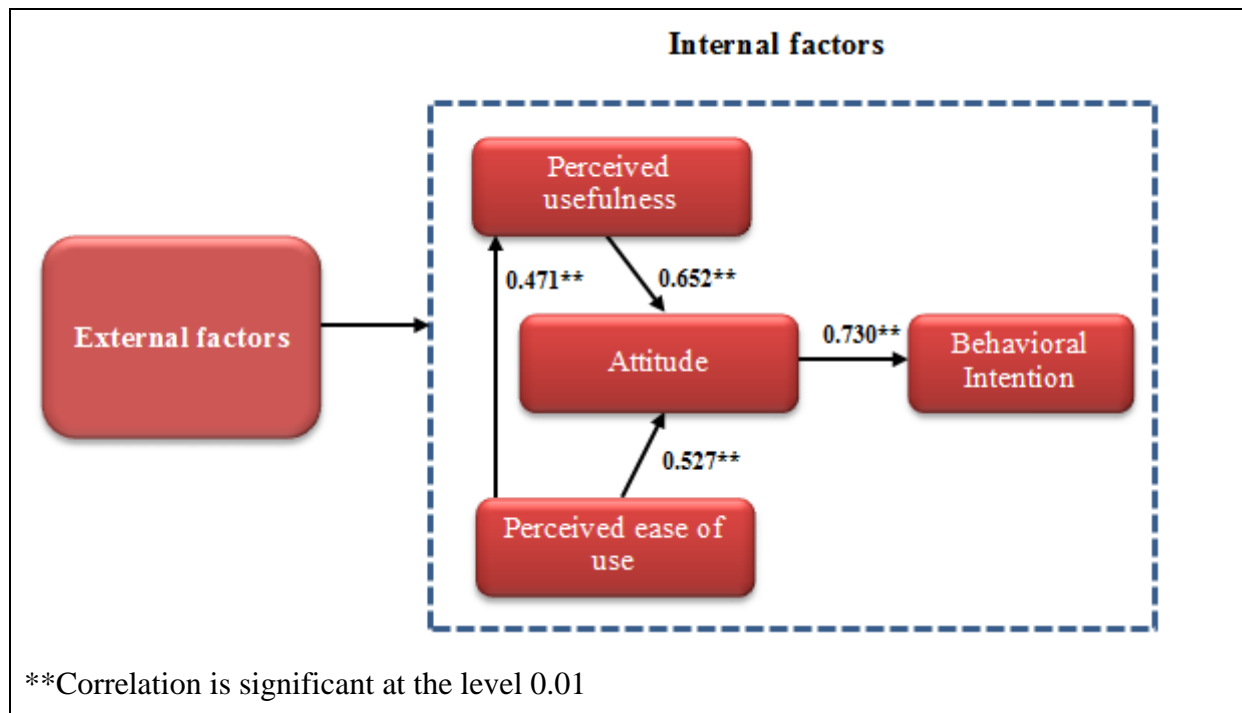 Internal factors
Perceived
usefulness
0.471**
0.652**
External factors
Attitude
0.730**
Behavioral
Intention
0.527**
Perceived ease of
use
**Correlation is significant at the level 0.01